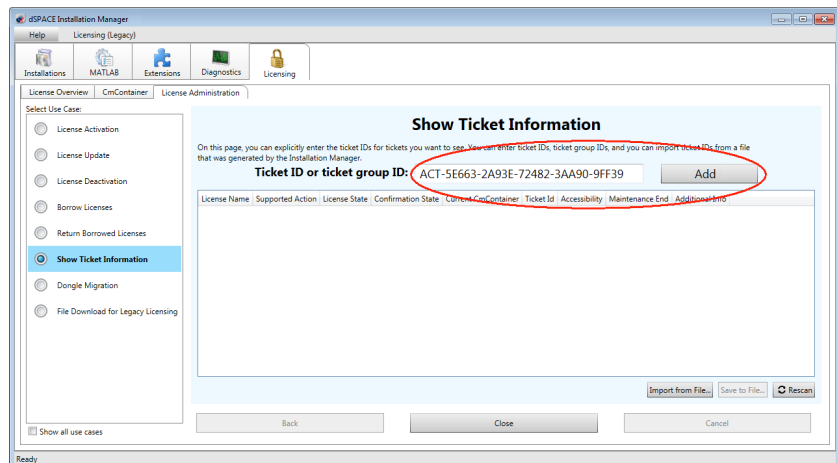 dSPACE Installation Manager
Help Licensing (Legacy)
Installations MATLAB Extensions Diagnostics Licensing
License Overview CmContainer License Administration
Select Use Case:
License Activation
License Update
License Deactivation
Borrow Licenses
Return Borrowed Licenses
Show Ticket Information
Dongle Migration
File Download for Legacy Licensing
Show all use cases
Show Ticket Information
On this page, you can explicitly enter the ticket IDs for tickets you want to see. You can enter ticket IDs, ticket group IDs, and you can import ticket IDs from a file
that was generated by the Installation Manager.
Ticket ID or ticket group ID: ACT-5E663-2A93E-72482-3AA90-9FF39 Add
License Name Supported Action License State Confirmation State Current CmContainer Ticket Id Accessibility Maintenance End Additional Info
Import from File... Save to File... Rescan
Back Close Cancel
Ready